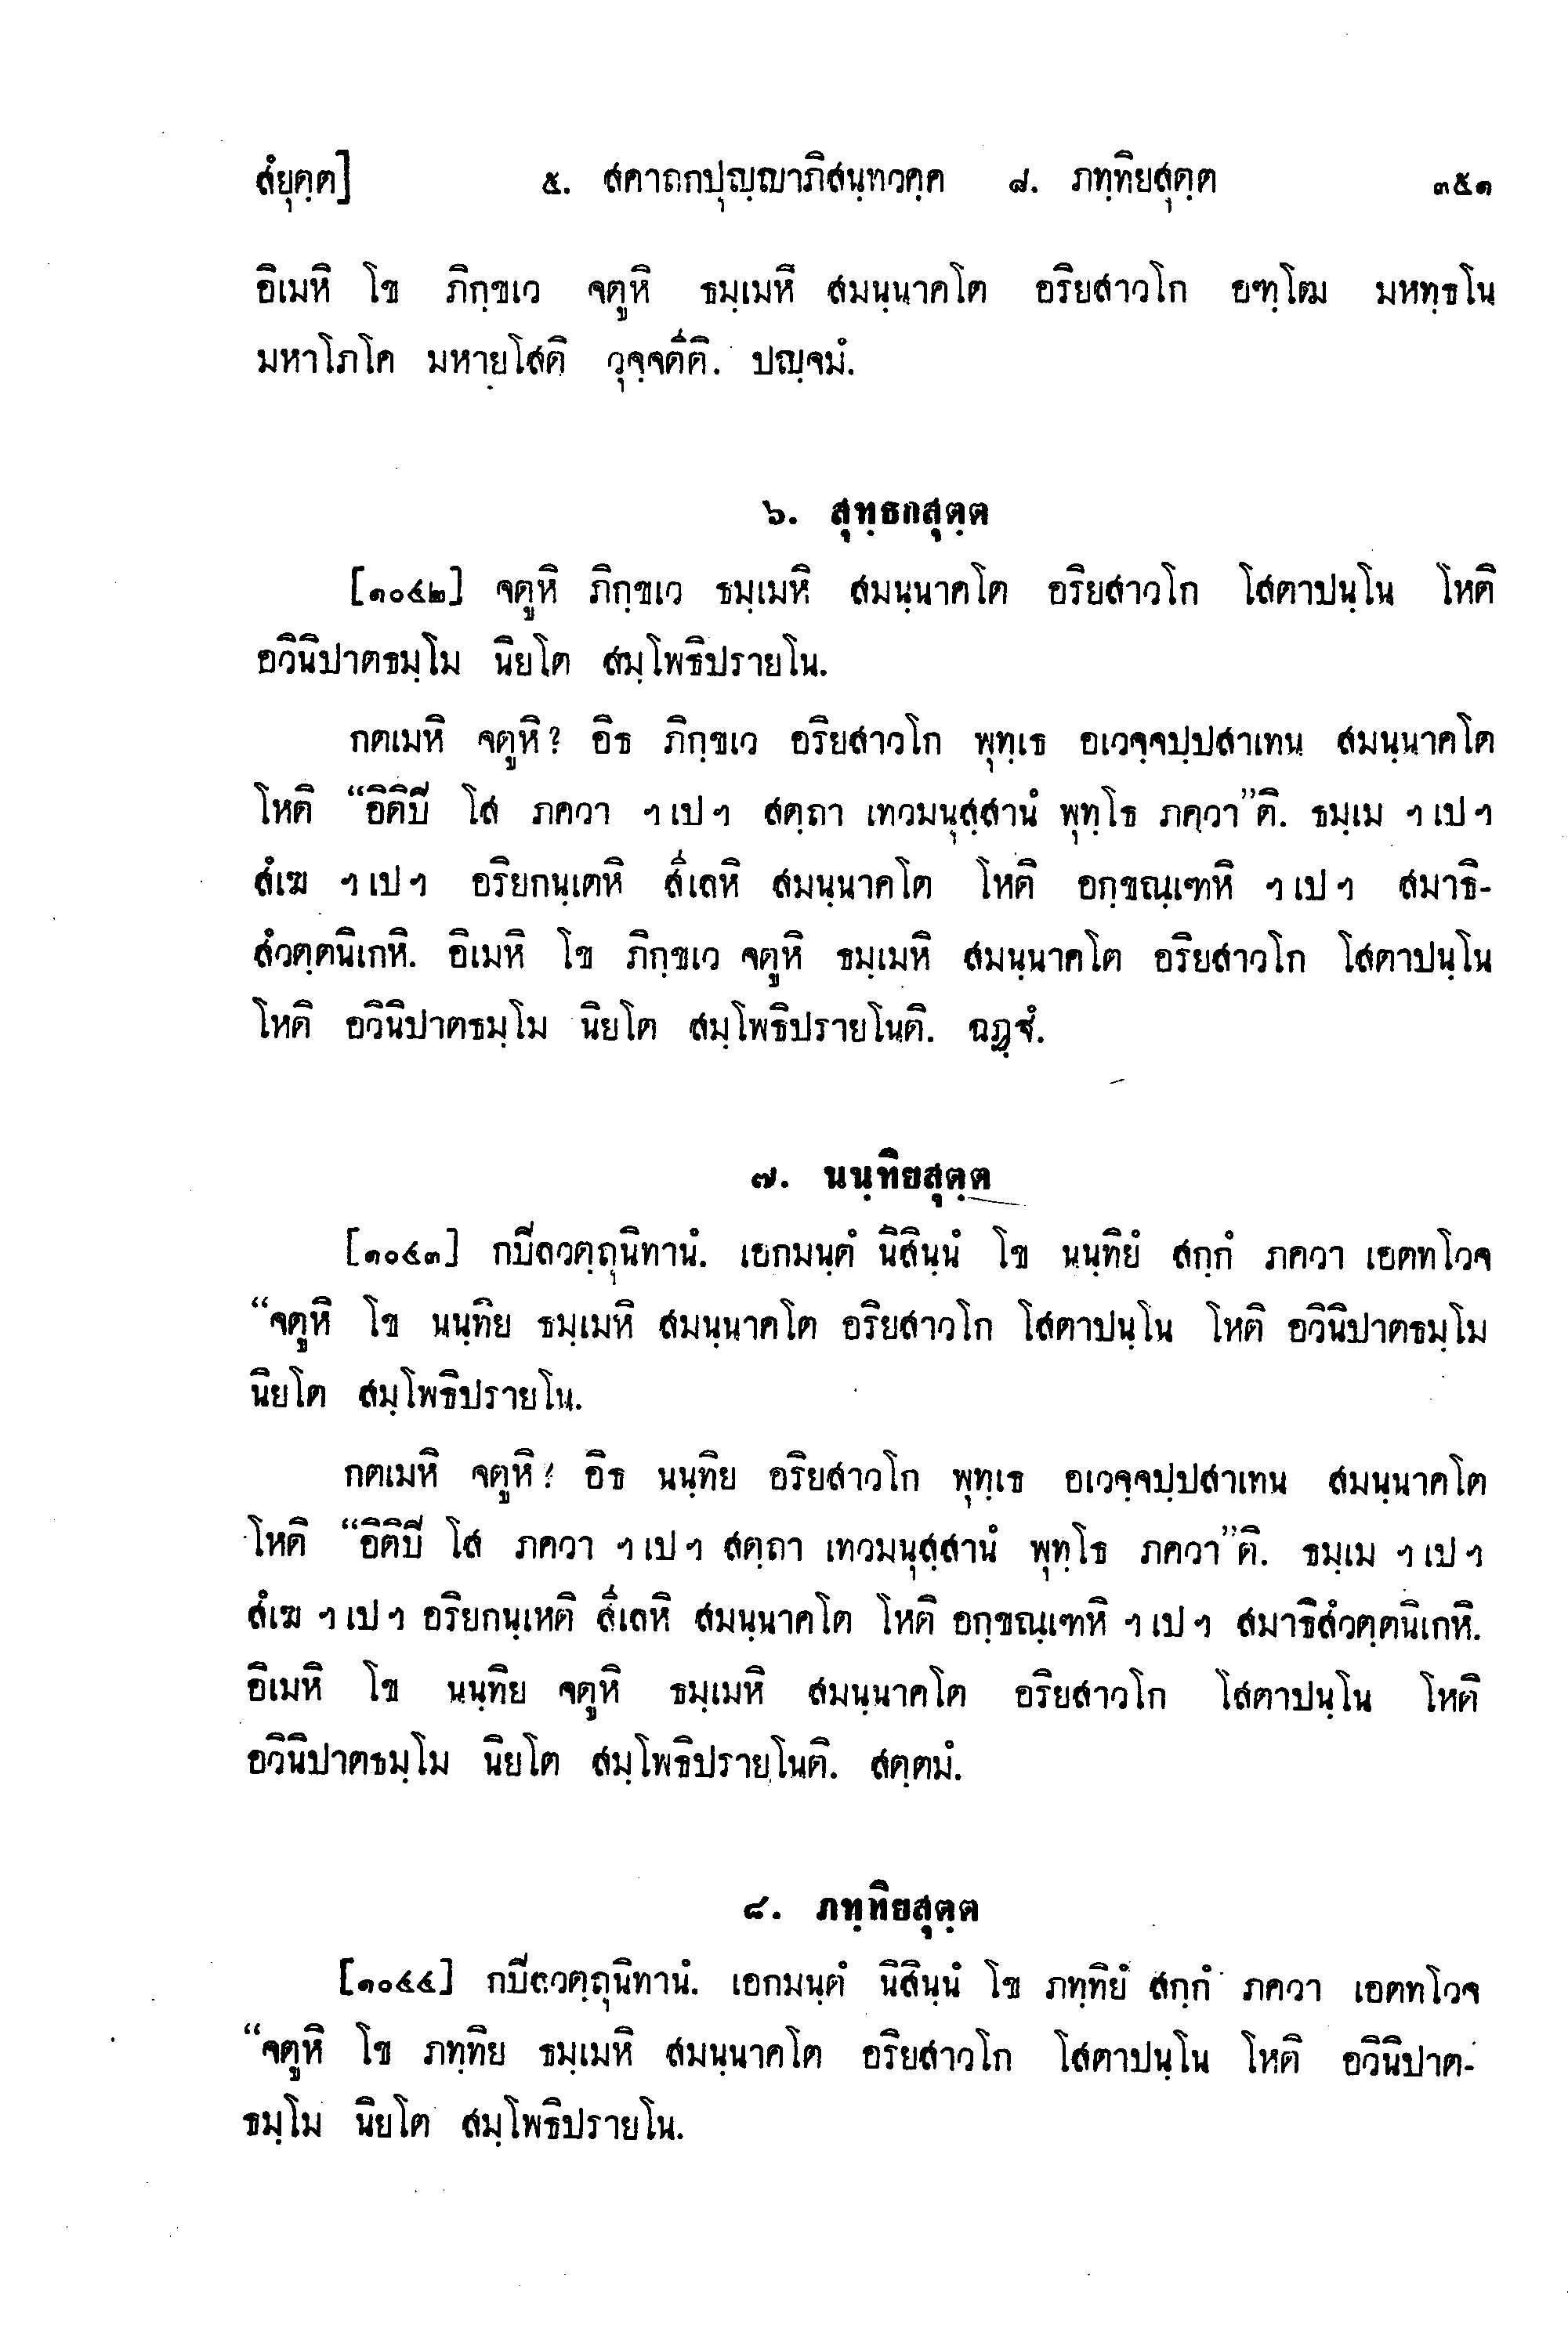 สํยุตฺต] ๕. สคาถกปุญฺญาภิสนฺทวคฺค ๘. ภทฺทิยสุตฺต ๓๕๑
อิเมหิ โข ภิกฺขเว จตูหิ ธมฺเมหิ สมนฺนาคโต อริยสาวโก อฑฺโฒ มหทฺธโน
มหาโภโค มหายโสติ วุจฺจตีติ. ปญฺจมํ.
๖. สุทฺธกสุตฺต
[๑๐๔๒] จตูหิ ภิกฺขเว ธมฺเมหิ สมนฺนาคโต อริยสาวโก โสตาปนฺโน โหติ
อวินิปาตธมฺโม นิยโต สมฺโพธิปรายโน.
กตเมหิ จตูหิ? อิธ ภิกฺขเว อริยสาวโก พุทฺเธ อเวจฺจปฺปสาเทน สมนฺนาคโต
โหติ “อิติปิ โส ภควา ฯเปฯ สตฺถา เทวมนุสฺสานํ พุทฺโธ ภควา”ติ. ธมฺเม ฯเปฯ
สํเฆ ฯเปฯ อริยกนฺเตหิ สีเลหิ สมนฺนาคโต โหติ อกฺขณฺเฑหิ ฯเปฯ สมาธิ-
สํวตฺตนิเกหิ. อิเมหิ โข ภิกฺขเว จตูหิ ธมฺเมหิ สมนฺนาคโต อริยสาวโก โสตาปนฺโน
โหติ อวินิปาตธมฺโม นิยโต สมฺโพธิปรายโนติ. ฉฏฺฐํ.
๗. นนฺทิยสุตฺต
[๑๐๔๓] กปิลวตฺถุนิทานํ. เอกมนฺตํ นิสินฺนํ โข นนฺทิยํ สกฺกํ ภควา เอตทโวจ
“จตูหิ โข นนฺทิย ธมฺเมหิ สมนฺนาคโต อริยสาวโก โสตาปนฺโน โหติ อวินิปาตธมฺโม
นิยโต สมฺโพธิปรายโน.
กตเมหิ จตูหิ? อิธ นนฺทิย อริยสาวโก พุทฺเธ อเวจฺจปฺปสาเทน สมนฺนาคโต
โหติ “อิติปิ โส ภควา ฯเปฯ สตฺถา เทวมนุสฺสานํ พุทฺโธ ภควา”ติ. ธมฺเม ฯเปฯ
สํเฆ ฯเปฯ อริยกนฺเหติ สีเลหิ สมนฺนาคโต โหติ อกฺขณฺเฑหิ ฯเปฯ สมาธิสํวตฺตนิเกหิ.
อิเมหิ โข นนฺทิย จตูหิ ธมฺเมหิ สมนฺนาคโต อริยสาวโก โสตาปนฺโน โหติ
อวินิปาตธมฺโม นิยโต สมฺโพธิปรายโนติ. สตฺตมํ.
๘. ภทฺทิยสุตฺต
[๑๐๔๔] กปิลวตฺถุนิทานํ. เอกมนฺตํ นิสินฺนํ โข ภทฺทิยํ สกฺกํ ภควา เอตทโวจ
“จตูหิ โข ภทฺทิย ธมฺเมหิ สมนฺนาคโต อริยสาวโก โสตาปนฺโน โหติ อวินิปาต-
ธมฺโม นิยโต สมฺโพธิปรายโน.